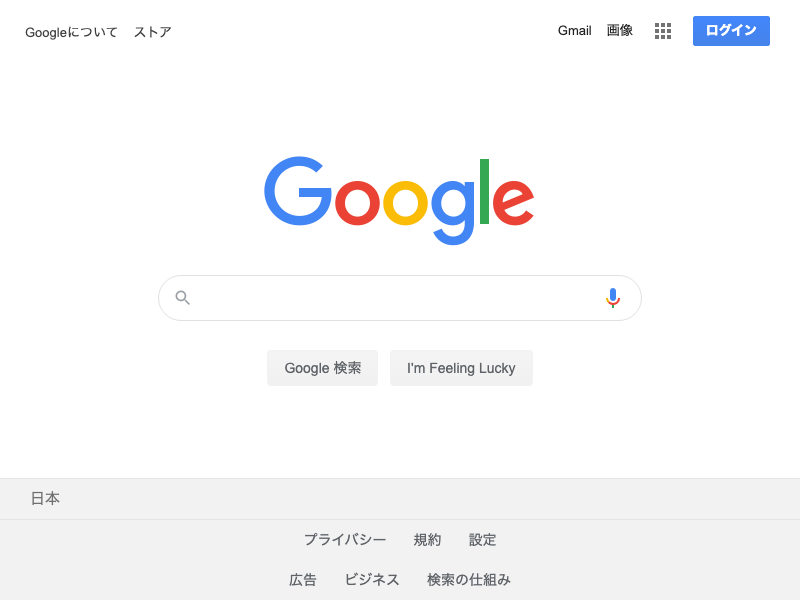 Googleについて ストア Gmail 画像 ログイン
Google
Google 検索 I'm Feeling Lucky
日本
プライバシー 規約 設定
広告 ビジネス 検索の仕組み